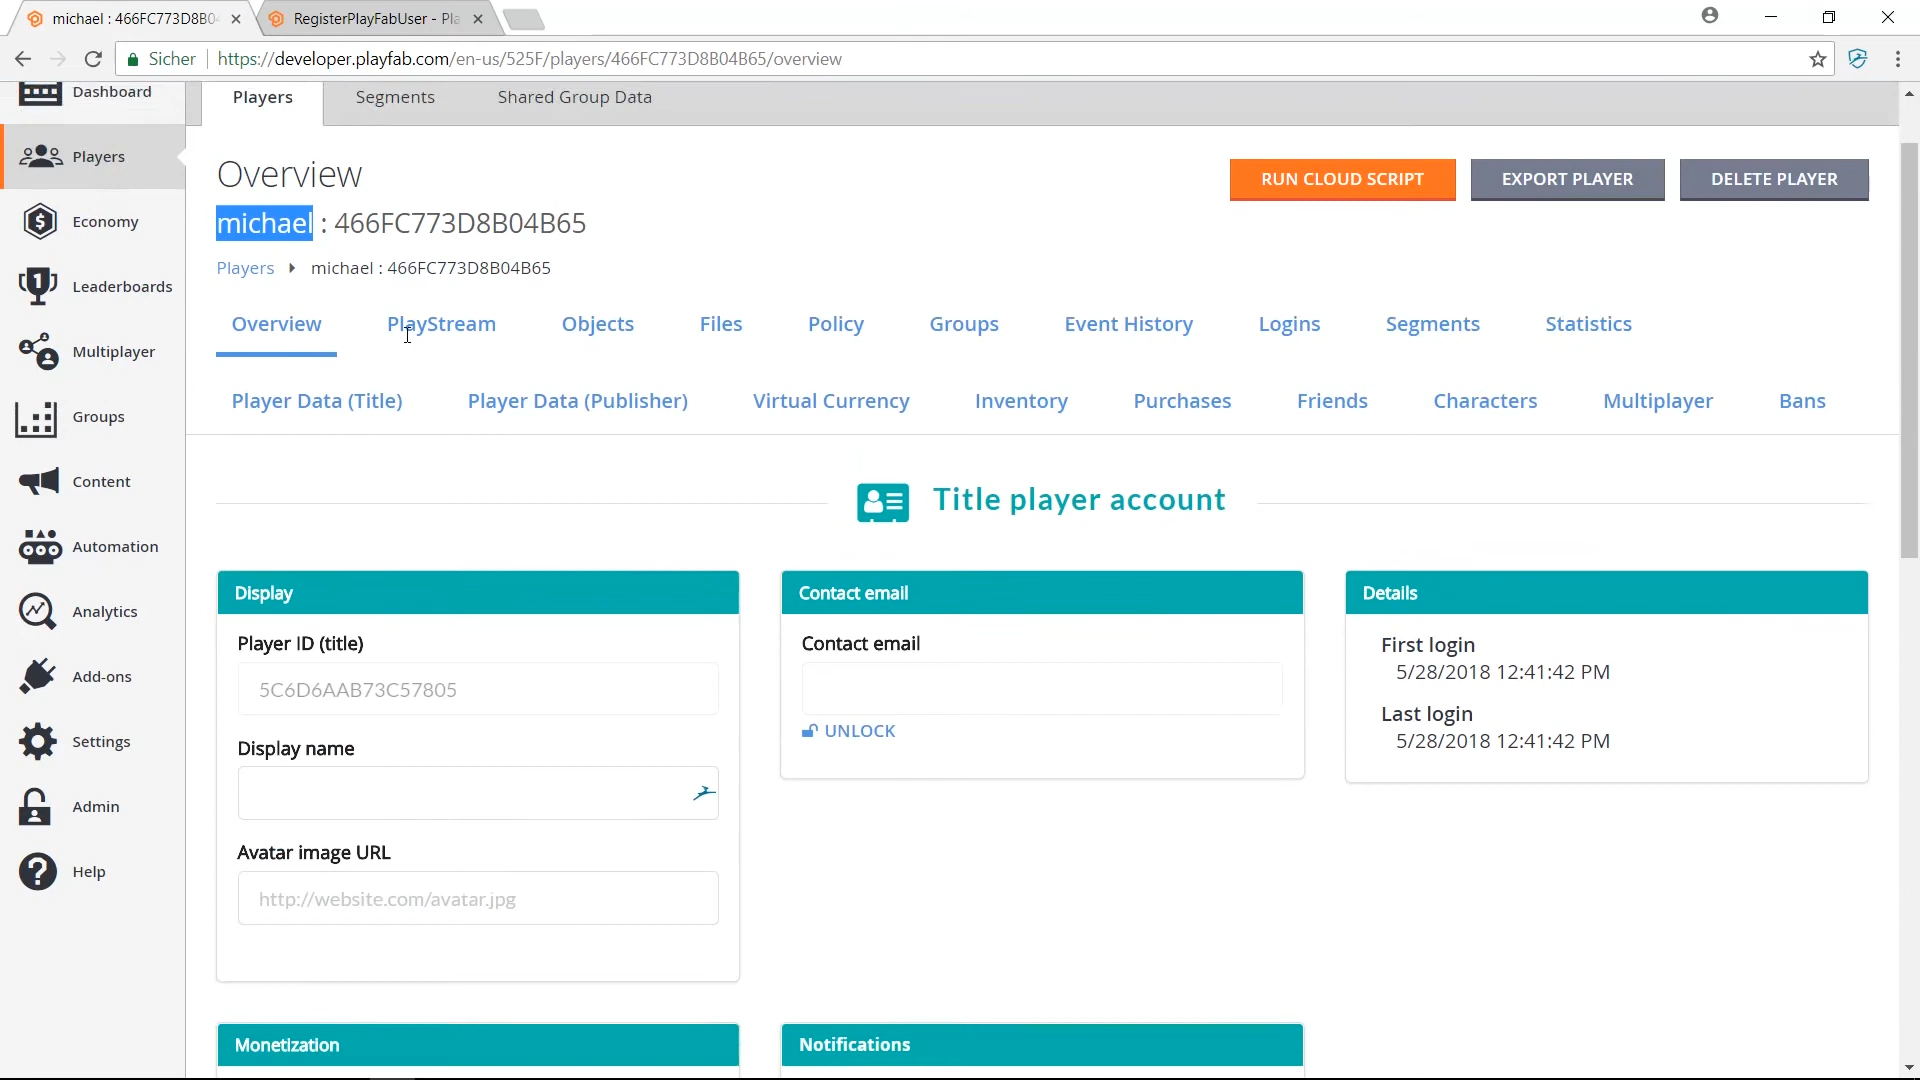 michael : 466FC773D8B04
RegisterPlayFabUser - Pla
Sicher
https://developer.playfab.com/en-us/525F/players/466FC773D8B04B65/overview
Dashboard
Players
Economy
Leaderboards
Multiplayer
Groups
Content
Automation
Analytics
Add-ons
Settings
Admin
Help
Players Segments Shared Group Data
Overview
RUN CLOUD SCRIPT EXPORT PLAYER DELETE PLAYER
michael : 466FC773D8B04B65
Players michael : 466FC773D8B04B65
Overview PlayStream Objects Files Policy Groups Event History Logins Segments Statistics
Player Data (Title) Player Data (Publisher) Virtual Currency Inventory Purchases Friends Characters Multiplayer Bans
Title player account
Display
Player ID (title)
5C6D6AAB73C57805
Display name
Avatar image URL
http://website.com/avatar.jpg
Contact email
Contact email
UNLOCK
Details
First login
5/28/2018 12:41:42 PM
Last login
5/28/2018 12:41:42 PM
Monetization
Notifications